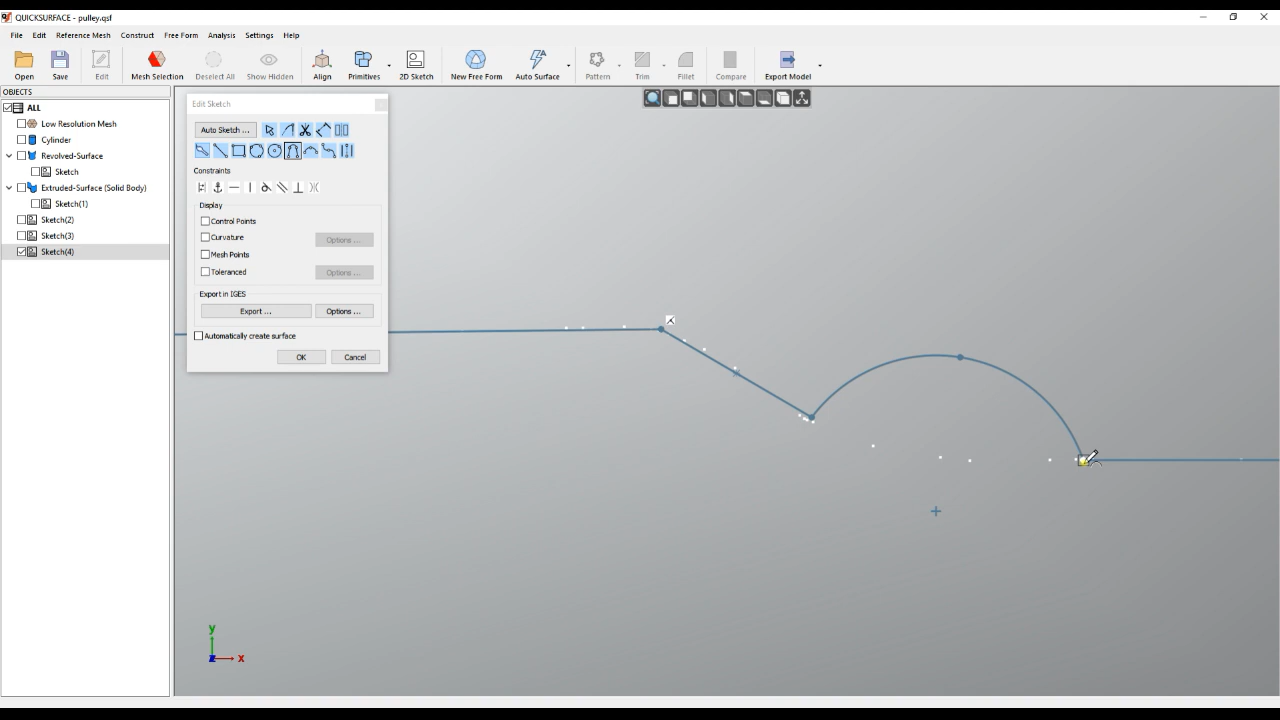 QUICKSURFACE - pulley.qsf
File Edit Reference Mesh Construct Free Form Analysis Settings Help
Open Save Edit Mesh Selection Deselect All Show Hidden Align Primitives 2D Sketch New Free Form Auto Surface Pattern Trim Fillet Compare Export Model
OBJECTS
ALL
Low Resolution Mesh
Cylinder
Revolved-Surface
Sketch
Extruded-Surface (Solid Body)
Sketch(1)
Sketch(2)
Sketch(3)
Sketch(4)
Edit Sketch
Auto Sketch ...
Constraints
Display
Control Points
Curvature Options ...
Mesh Points
Toleranced Options ...
Export in IGES
Export ... Options ...
Automatically create surface
OK Cancel
y
z x